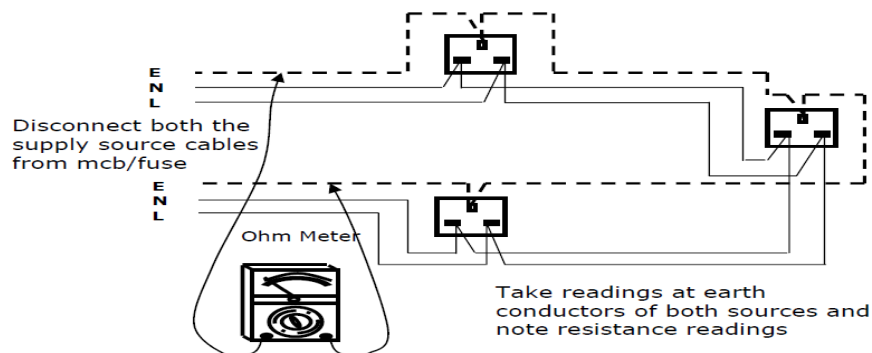 E
N
L
Disconnect both the
supply source cables
from mcb/fuse
E
N
L
Ohm Meter
Take readings at earth
conductors of both sources and
note resistance readings